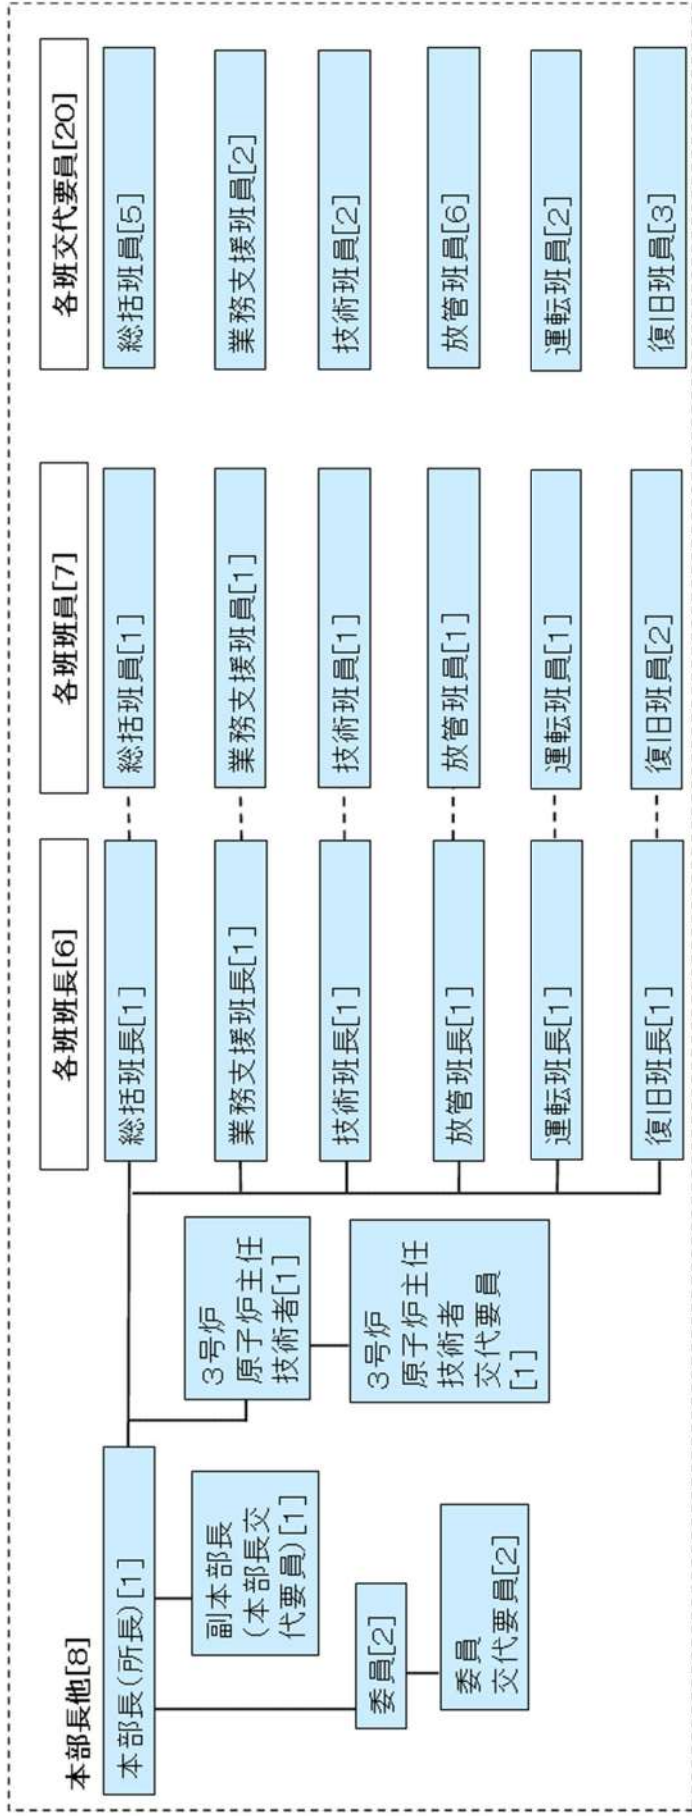 本部長他[8]
本部長(所長)[1]
副本部長
(本部長交
代要員)[1]
委員[2]
委員
交代要員[2]
3号炉
原子炉主任
技術者[1]
3号炉
原子炉主任
技術者
交代要員
[1]
各班班長[6]
総括班長[1]
業務支援班長[1]
技術班長[1]
放管班長[1]
運転班長[1]
復旧班長[1]
各班班員[7]
総括班員[1]
業務支援班員[1]
技術班員[1]
放管班員[1]
運転班員[1]
復旧班員[2]
各班交代要員[20]
総括班員[5]
業務支援班員[2]
技術班員[2]
放管班員[6]
運転班員[2]
復旧班員[3]